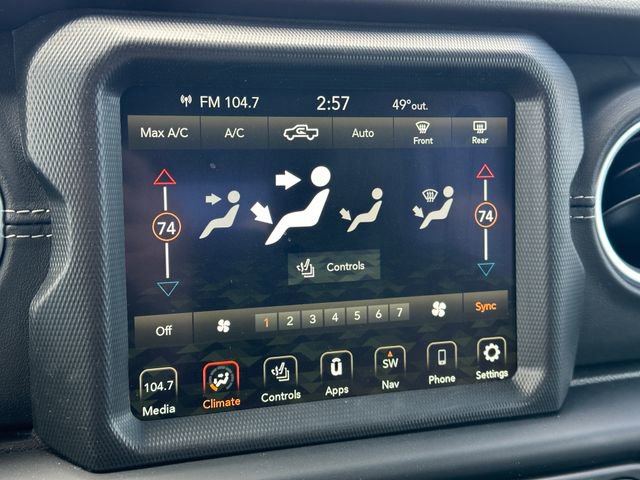 FM 104.7 2:57 49° out.
Max A/C A/C Auto Front Rear
74 74
Controls
Off 1 2 3 4 5 6 7 Sync
104.7 SW
Media Climate Controls Apps Nav Phone Settings